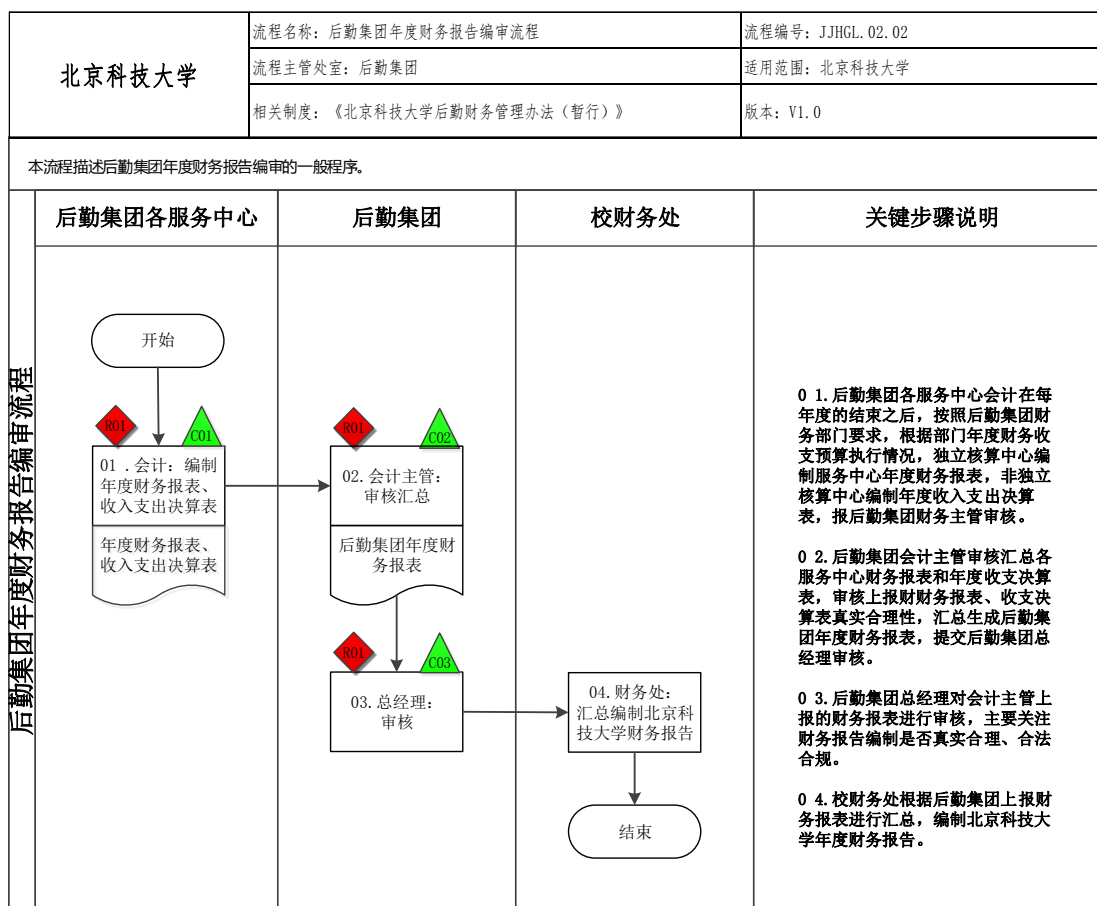 北京科技大学
流程名称：后勤集团年度财务报告编审流程
流程编号：JJHGL.02.02
流程主管处室：后勤集团
适用范围：北京科技大学
相关制度：《北京科技大学后勤财务管理办法（暂行）》
版本：V1.0
本流程描述后勤集团年度财务报告编审的一般程序。
后勤集团年度财务报告编审流程
后勤集团各服务中心
后勤集团
校财务处
关键步骤说明
开始
R01
C01
01 .会计：编制
年度财务报表、
收入支出决算表
年度财务报表、
收入支出决算表
R01
C02
02.会计主管：
审核汇总
后勤集团年度财
务报表
R01
C03
03.总经理：
审核
04.财务处：
汇总编制北京科
技大学财务报告
结束
0 1.后勤集团各服务中心会计在每
年度的结束之后，按照后勤集团财
务部门要求，根据部门年度财务收
支预算执行情况，独立核算中心编
制服务中心年度财务报表，非独立
核算中心编制年度收入支出决算
表，报后勤集团财务主管审核。
0 2.后勤集团会计主管审核汇总各
服务中心财务报表和年度收支决算
表，审核上报财财务报表、收支决
算表真实合理性，汇总生成后勤集
团年度财务报表，提交后勤集团总
经理审核。
0 3.后勤集团总经理对会计主管上
报的财务报表进行审核，主要关注
财务报告编制是否真实合理、合法
合规。
0 4.校财务处根据后勤集团上报财
务报表进行汇总，编制北京科技大
学年度财务报告。